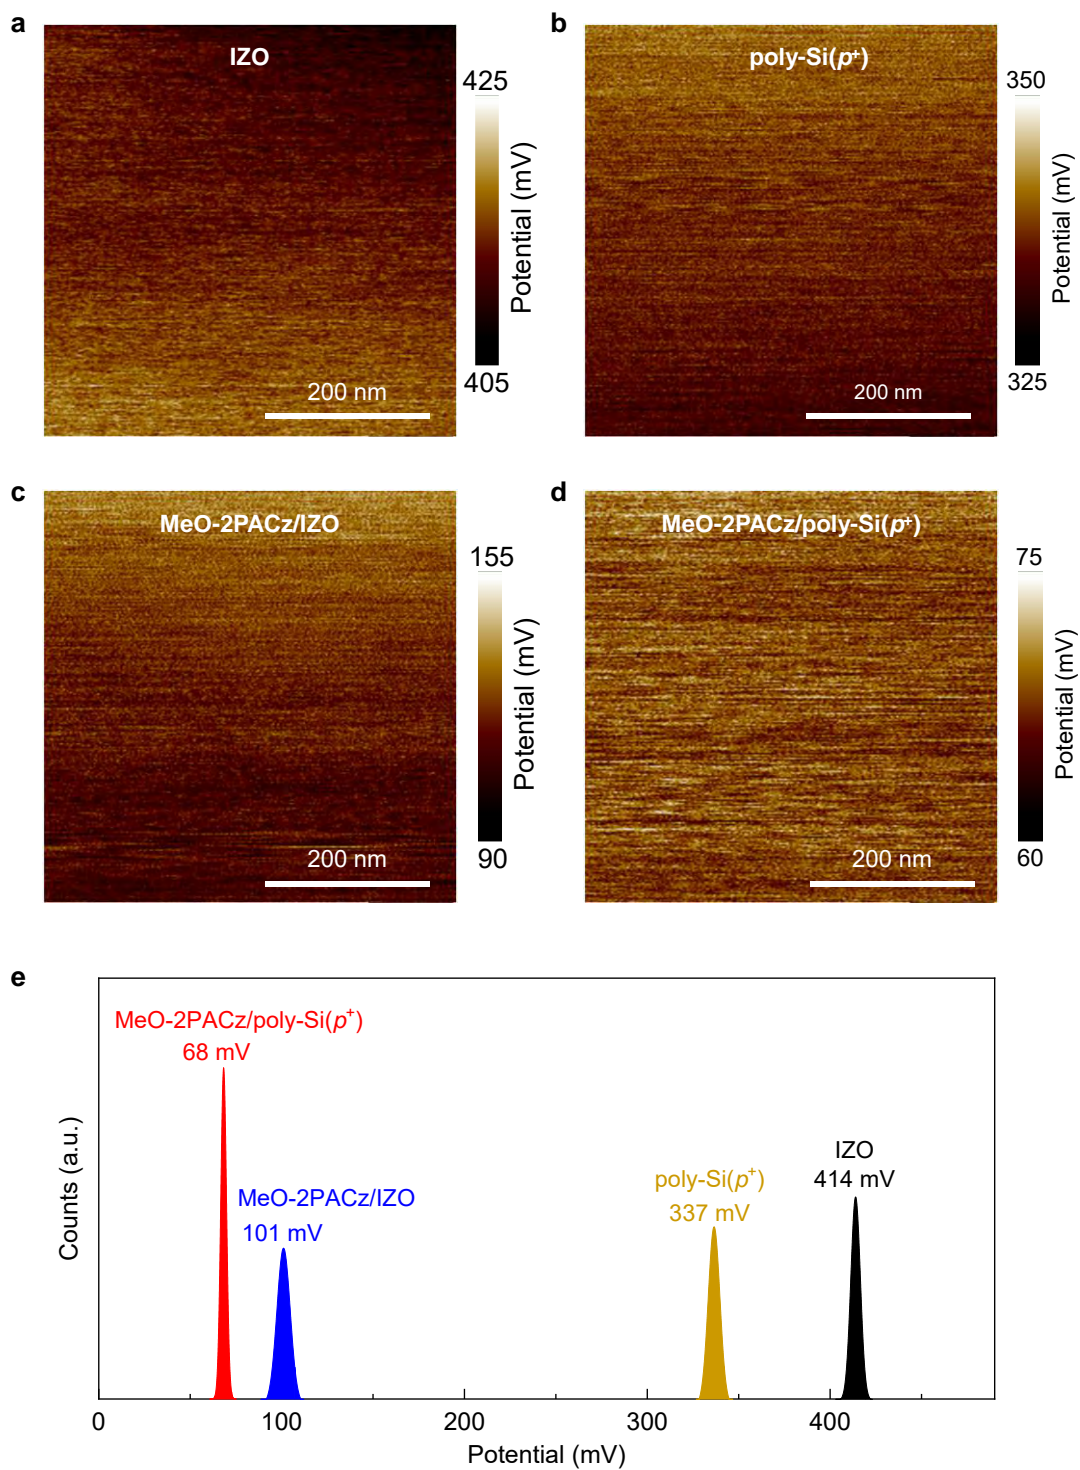 a
IZO
425
Potential (mV)
405
200 nm
b
poly-Si(p⁺)
350
Potential (mV)
325
200 nm
c
MeO-2PACz/IZO
155
Potential (mV)
90
200 nm
d
MeO-2PACz/poly-Si(p⁺)
75
Potential (mV)
60
200 nm
e
MeO-2PACz/poly-Si(p⁺)
68 mV
MeO-2PACz/IZO
101 mV
poly-Si(p⁺)
337 mV
IZO
414 mV
Counts (a.u.)
0 100 200 300 400
Potential (mV)